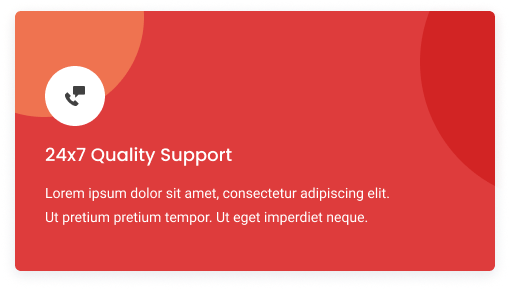 24x7 Quality Support
Lorem ipsum dolor sit amet, consectetur adipiscing elit.
Ut pretium pretium tempor. Ut eget imperdiet neque.